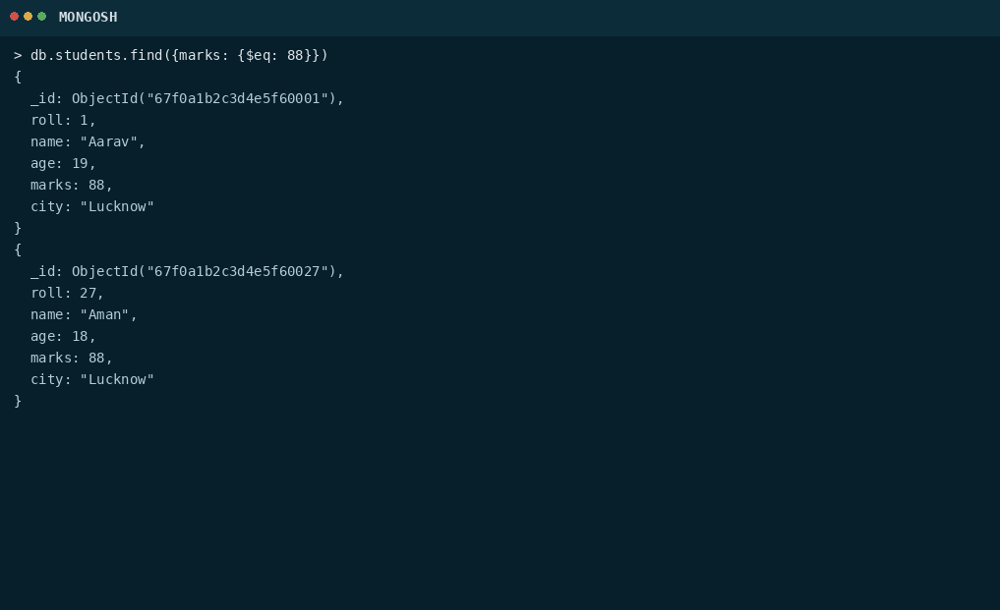 MONGOSH
> db.students.find({marks: {$eq: 88}})
{
  _id: ObjectId("67f0a1b2c3d4e5f60001"),
  roll: 1,
  name: "Aarav",
  age: 19,
  marks: 88,
  city: "Lucknow"
}
{
  _id: ObjectId("67f0a1b2c3d4e5f60027"),
  roll: 27,
  name: "Aman",
  age: 18,
  marks: 88,
  city: "Lucknow"
}